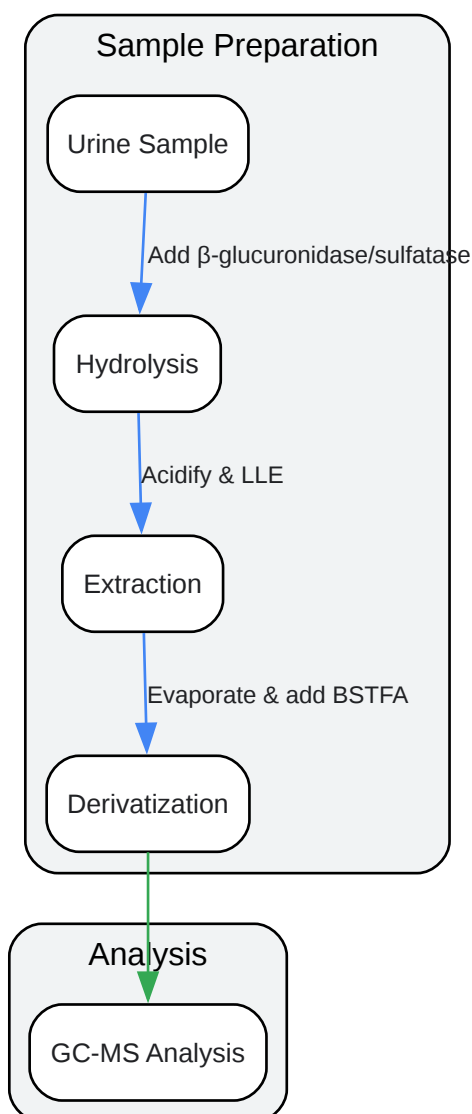 Sample Preparation
Urine Sample
Add β-glucuronidase/sulfatase
Hydrolysis
Acidify & LLE
Extraction
Evaporate & add BSTFA
Derivatization
Analysis
GC-MS Analysis